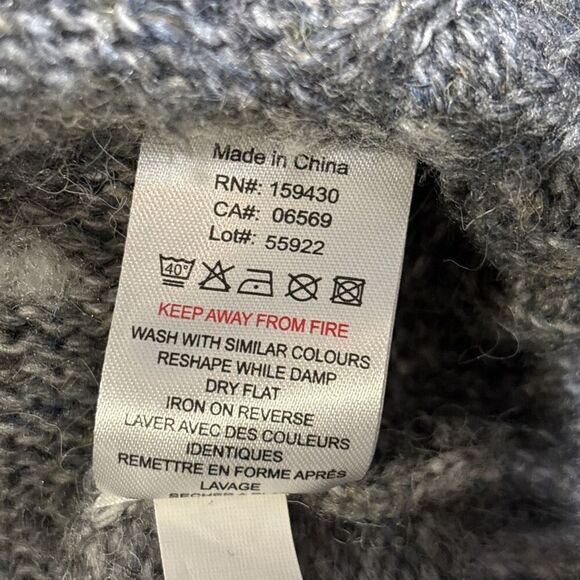 Made in China
RN#: 159430
CA#: 06569
Lot#: 55922
40°
KEEP AWAY FROM FIRE
WASH WITH SIMILAR COLOURS
RESHAPE WHILE DAMP
DRY FLAT
IRON ON REVERSE
LAVER AVEC DES COULEURS
IDENTIQUES
REMETTRE EN FORME APRÉS
LAVAGE